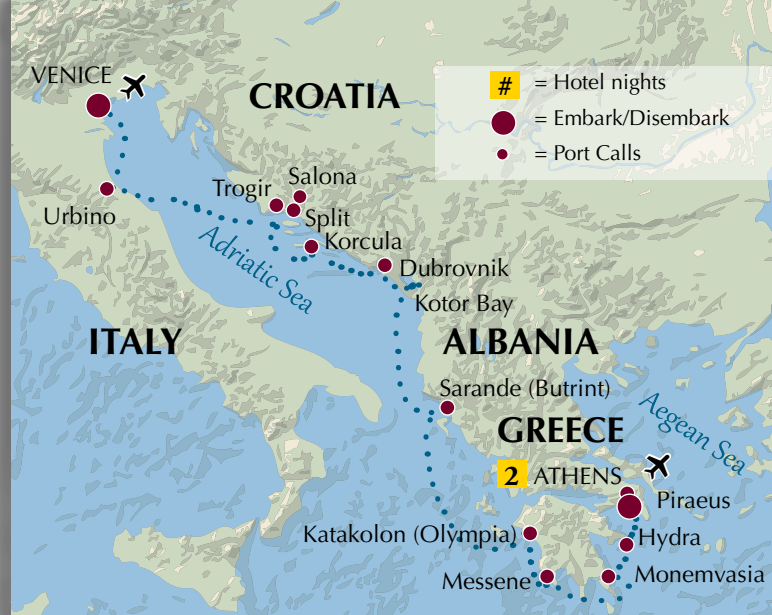 VENICE
CROATIA
# = Hotel nights
= Embark/Disembark
= Port Calls
Trogir
Salona
Urbino
Split
Korcula
Adriatic Sea
Dubrovnik
Kotor Bay
ITALY
ALBANIA
Sarande (Butrint)
Aegean Sea
GREECE
2 ATHENS
Piraeus
Katakolon (Olympia)
Hydra
Messene
Monemvasia